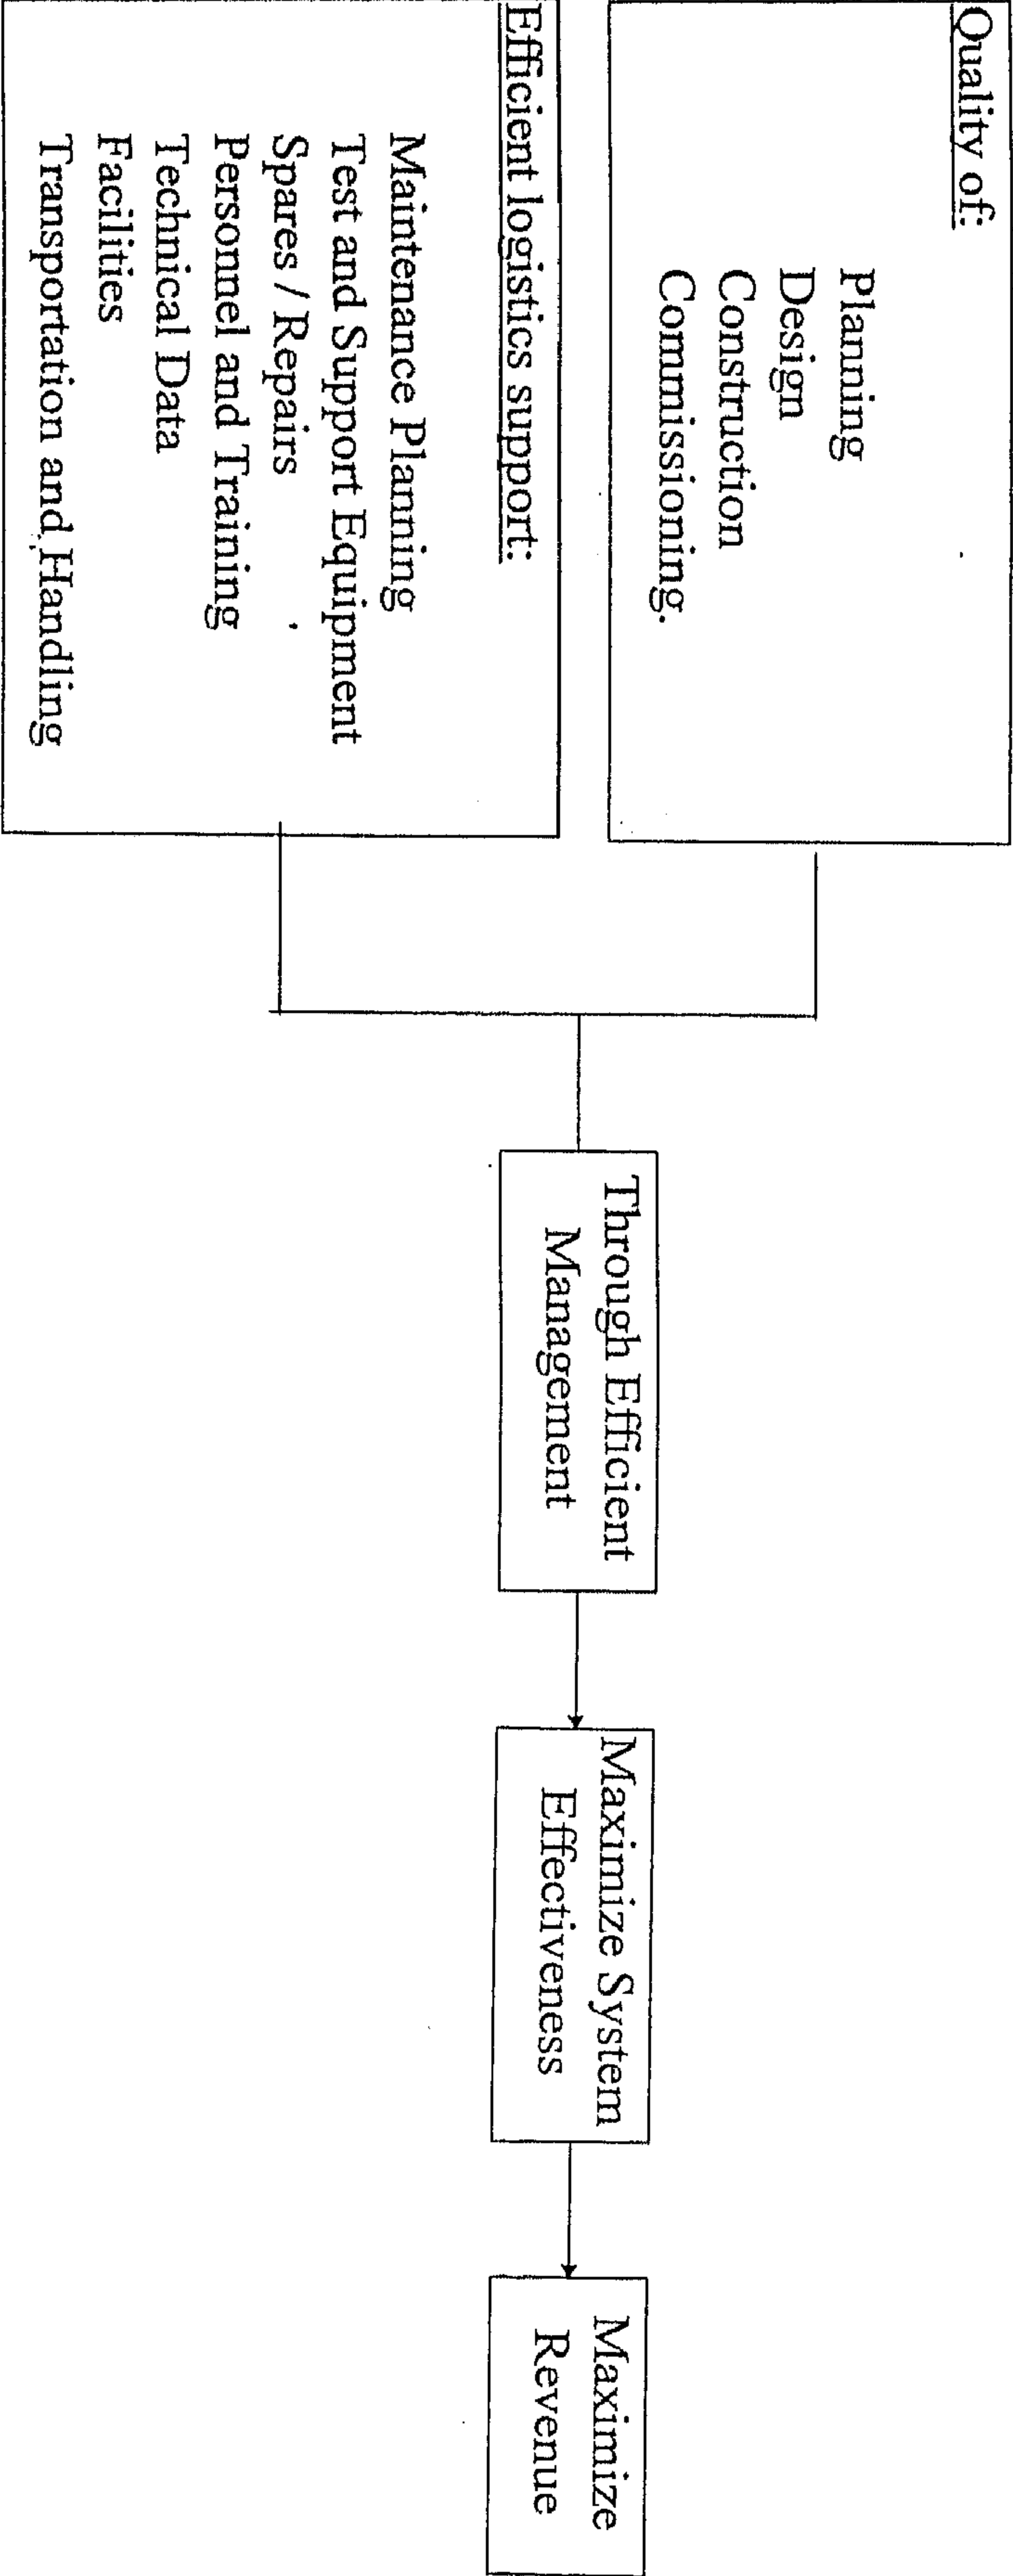 Quality of:
Planning
Design
Construction
Commissioning.
Efficient logistics support:
Maintenance Planning
Test and Support Equipment
Spares / Repairs
Personnel and Training
Technical Data
Facilities
Transportation and Handling
Through Efficient
Management
Maximize System
Effectiveness
Maximize
Revenue